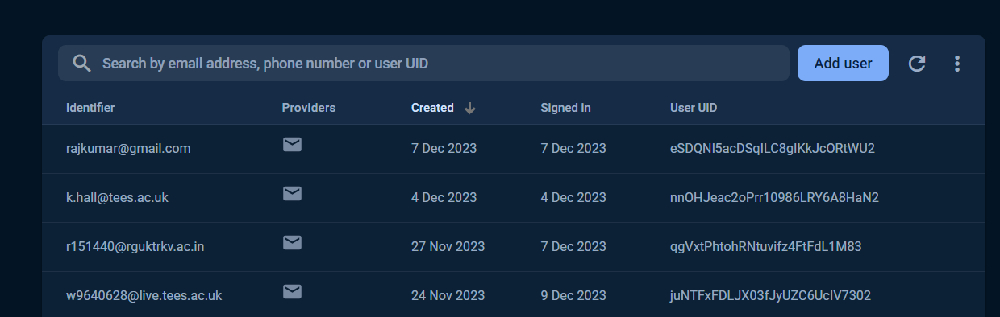 Search by email address, phone number or user UID Add user
Identifier Providers Created Signed in User UID
rajkumar@gmail.com 7 Dec 2023 7 Dec 2023 eSDQNI5acDSqILC8gIKkJcORtWU2
k.hall@tees.ac.uk 4 Dec 2023 4 Dec 2023 nnOHJeac2oPrr10986LRY6A8HaN2
r151440@rguktrkv.ac.in 27 Nov 2023 7 Dec 2023 qgVxtPhtohRNtuvifz4FtFdL1M83
w9640628@live.tees.ac.uk 24 Nov 2023 9 Dec 2023 juNTFxFDLJX03fJyUZC6UcIV7302